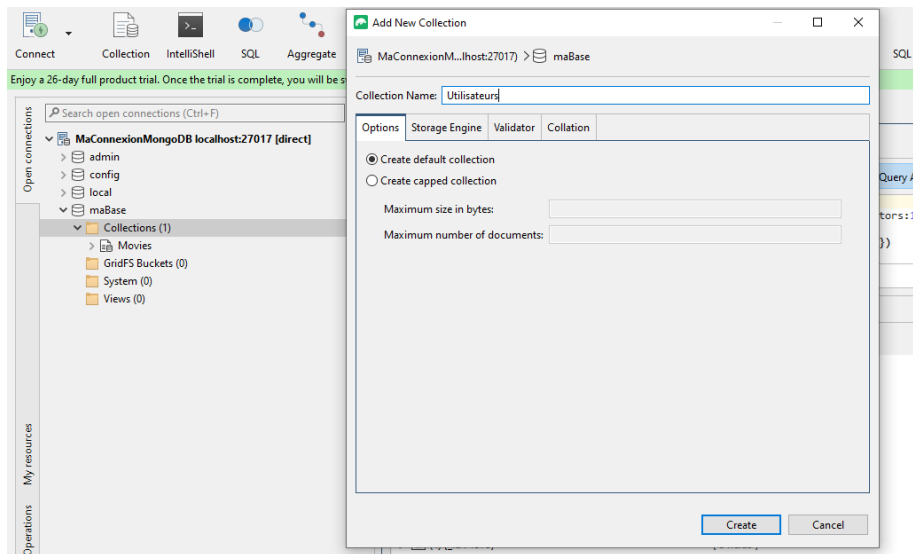 Connect
Collection
IntelliShell
SQL
Aggregate
Enjoy a 26-day full product trial. Once the trial is complete, you will be s
Open connections
My resources
Operations
Search open connections (Ctrl+F)
MaConnexionMongoDB localhost:27017 [direct]
admin
config
local
maBase
Collections (1)
Movies
GridFS Buckets (0)
System (0)
Views (0)
Add New Collection
MaConnexionM...lhost:27017) > maBase
Collection Name: Utilisateurs
Options Storage Engine Validator Collation
Create default collection
Create capped collection
Maximum size in bytes:
Maximum number of documents:
Create Cancel
SQL
Query A
tors:1
})